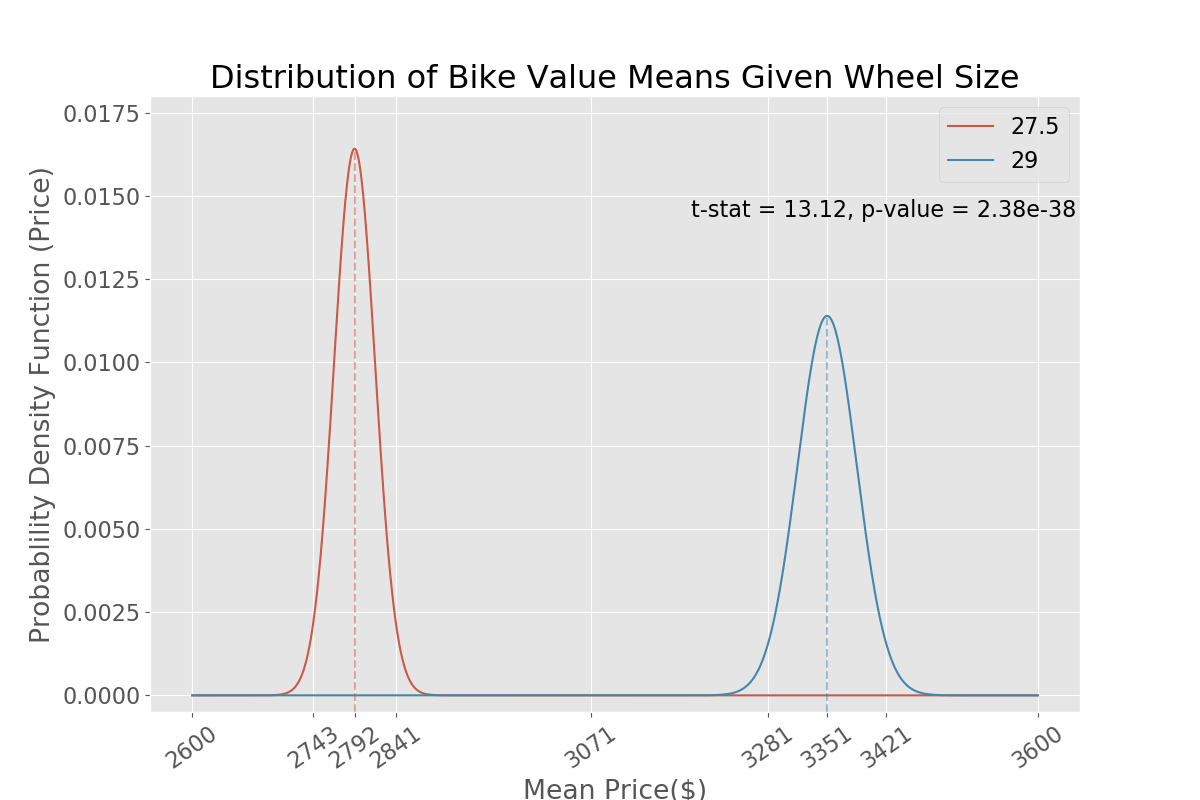 Distribution of Bike Value Means Given Wheel Size
27.5
29
t-stat = 13.12, p-value = 2.38e-38
Probablility Density Function (Price)
0.0175
0.0150
0.0125
0.0100
0.0075
0.0050
0.0025
0.0000
2600 2743 2792 2841 3071 3281 3351 3421 3600
Mean Price($)